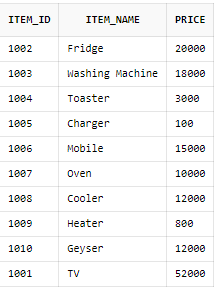 ITEM_ID ITEM_NAME PRICE
1002 Fridge 20000
1003 Washing Machine 18000
1004 Toaster 3000
1005 Charger 100
1006 Mobile 15000
1007 Oven 10000
1008 Cooler 12000
1009 Heater 800
1010 Geyser 12000
1001 TV 52000